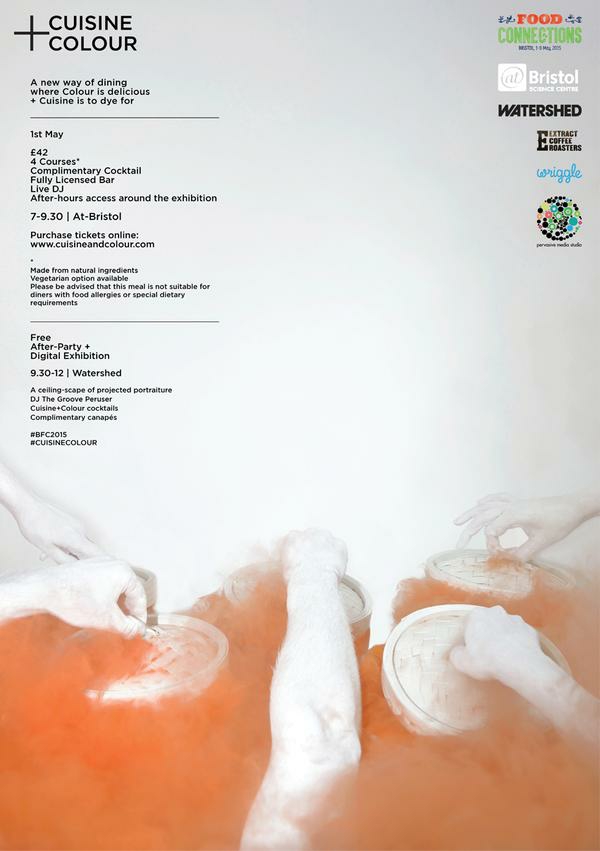 CUISINE
COLOUR
A new way of dining
where Colour is delicious
+ Cuisine is to dye for
1st May
£42
4 Courses*
Complimentary Cocktail
Fully Licensed Bar
Live DJ
After-hours access around the exhibition
7-9.30 | At-Bristol
Purchase tickets online:
www.cuisineandcolour.com
*
Made from natural ingredients
Vegetarian option available
Please be advised that this meal is not suitable for
diners with food allergies or special dietary
requirements
Free
After-Party +
Digital Exhibition
9.30-12 | Watershed
A ceiling-scape of projected portraiture
DJ The Groove Peruser
Cuisine+Colour cocktails
Complimentary canapés
#BFC2015
#CUISINECOLOUR
FOOD
CONNECTIONS
BRISTOL, 1-9 May, 2015
at Bristol
SCIENCE CENTRE
WATERSHED
EXTRACT
COFFEE
ROASTERS
wriggle
pervasive media studio